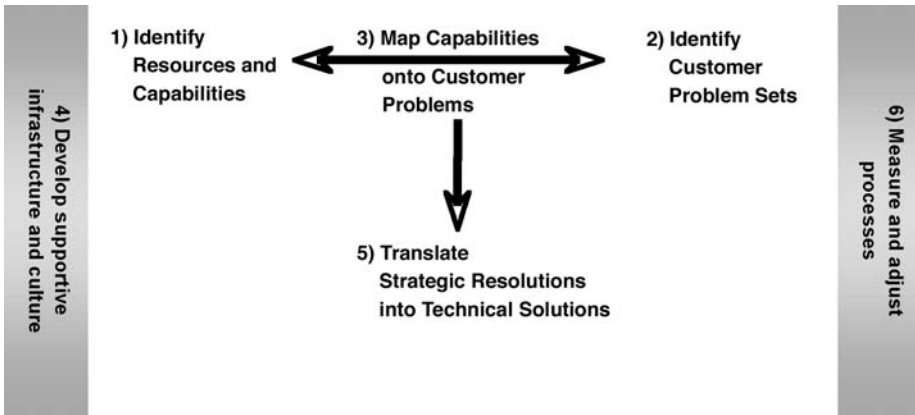 1) Identify
Resources and
Capabilities
3) Map Capabilities
onto Customer
Problems
2) Identify
Customer
Problem Sets
4) Develop supportive
infrastructure and culture
5) Translate
Strategic Resolutions
into Technical Solutions
6) Measure and adjust
processes